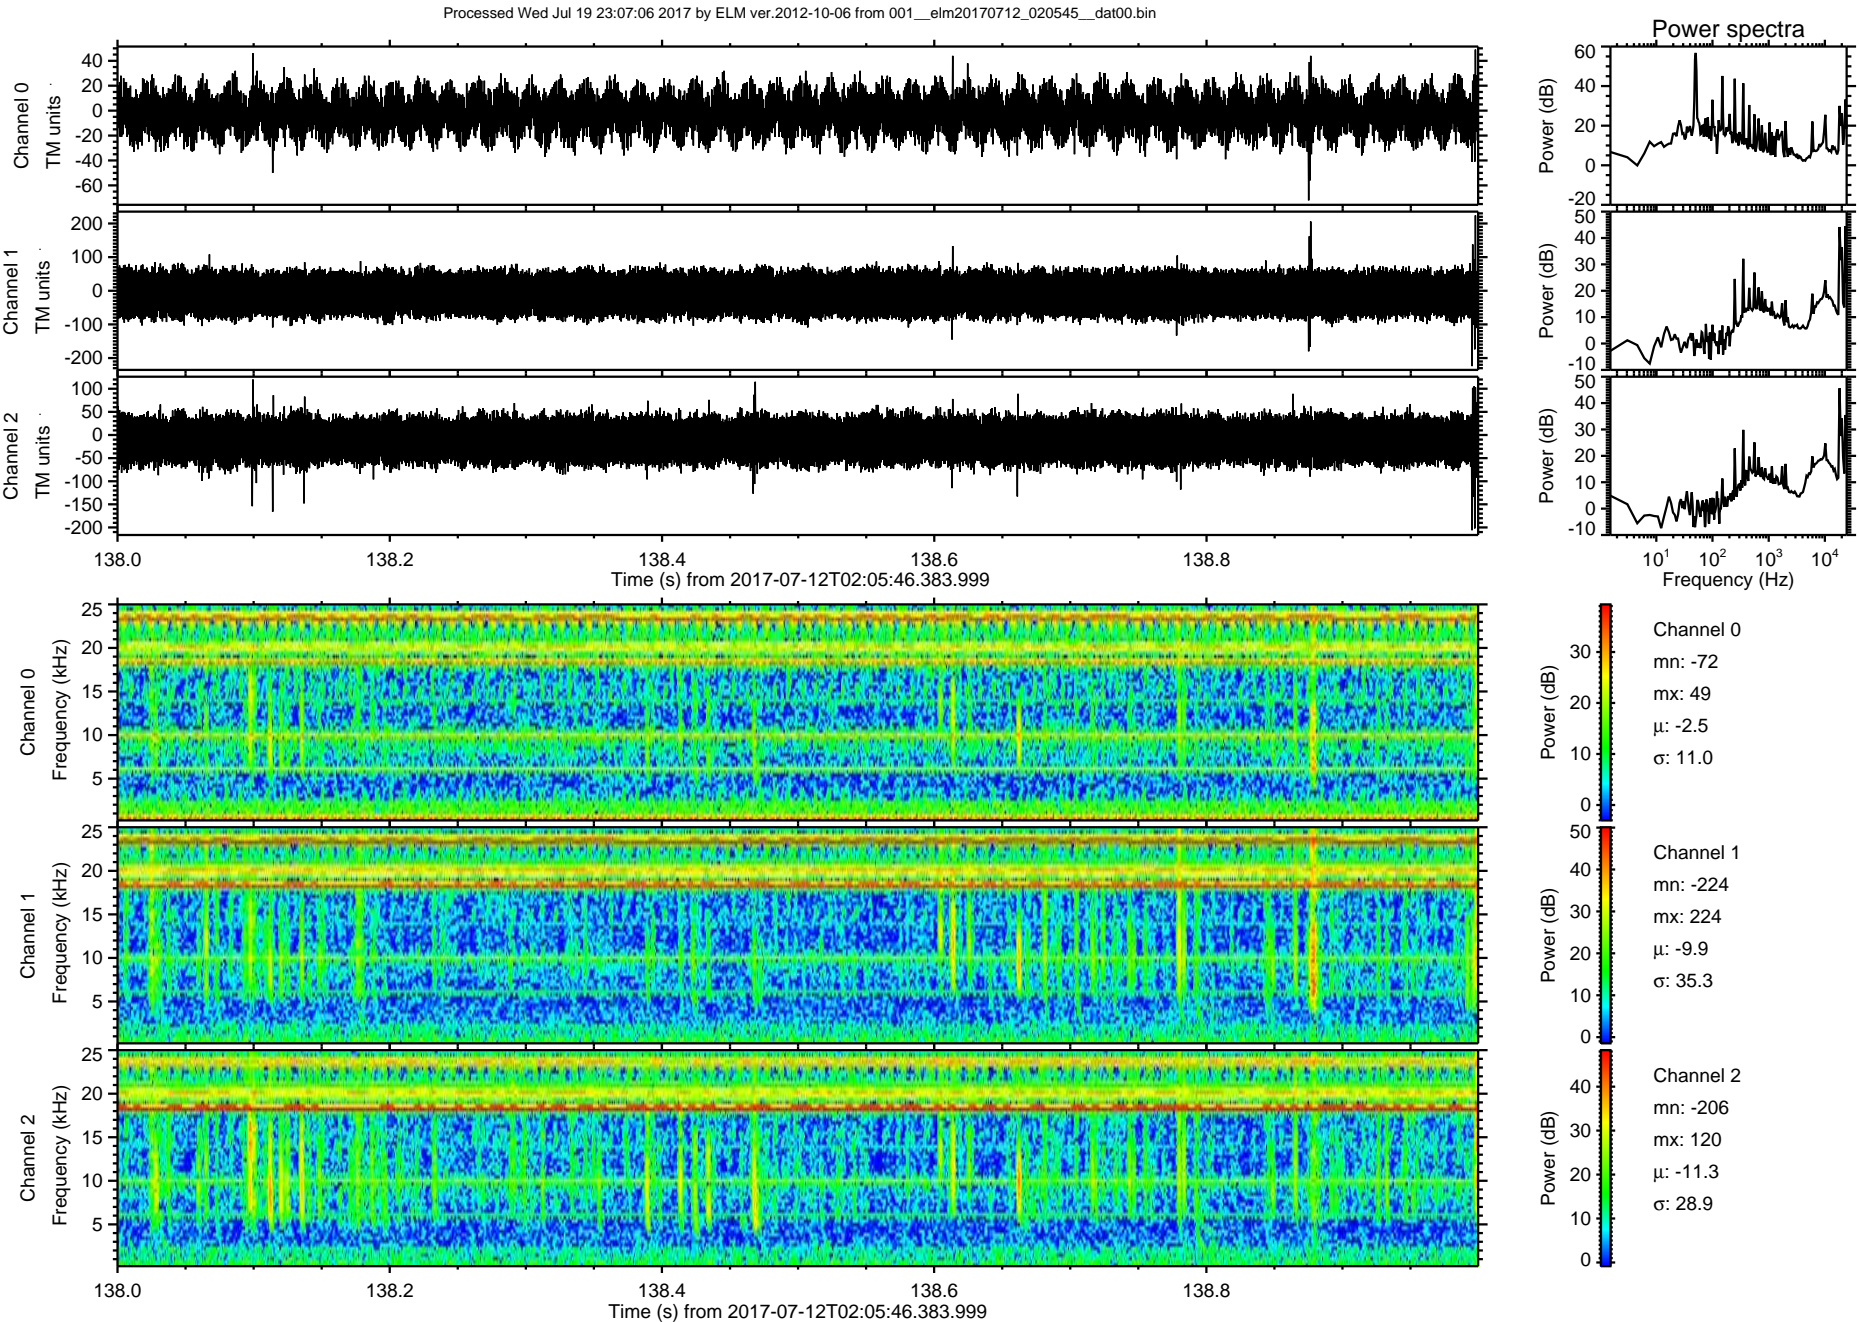 Processed Wed Jul 19 23:07:06 2017 by ELM ver.2012-10-06 from 001__elm20170712_020545__dat00.bin
Power spectra
Channel 0
TM units
40
20
0
-20
-40
-60
Power (dB)
60
40
20
0
-20
Channel 1
TM units
200
100
0
-100
-200
Power (dB)
50
40
30
20
10
0
-10
Channel 2
TM units
100
50
0
-50
-100
-150
-200
Power (dB)
50
40
30
20
10
0
-10
138.0 138.2 138.4 138.6 138.8
Time (s) from 2017-07-12T02:05:46.383.999
10¹ 10² 10³ 10⁴
Frequency (Hz)
Channel 0
Frequency (kHz)
25
20
15
10
5
Power (dB)
30
20
10
0
Channel 0
mn: -72
mx: 49
μ: -2.5
σ: 11.0
Channel 1
Frequency (kHz)
25
20
15
10
5
Power (dB)
50
40
30
20
10
0
Channel 1
mn: -224
mx: 224
μ: -9.9
σ: 35.3
Channel 2
Frequency (kHz)
25
20
15
10
5
Power (dB)
40
30
20
10
0
Channel 2
mn: -206
mx: 120
μ: -11.3
σ: 28.9
138.0 138.2 138.4 138.6 138.8
Time (s) from 2017-07-12T02:05:46.383.999